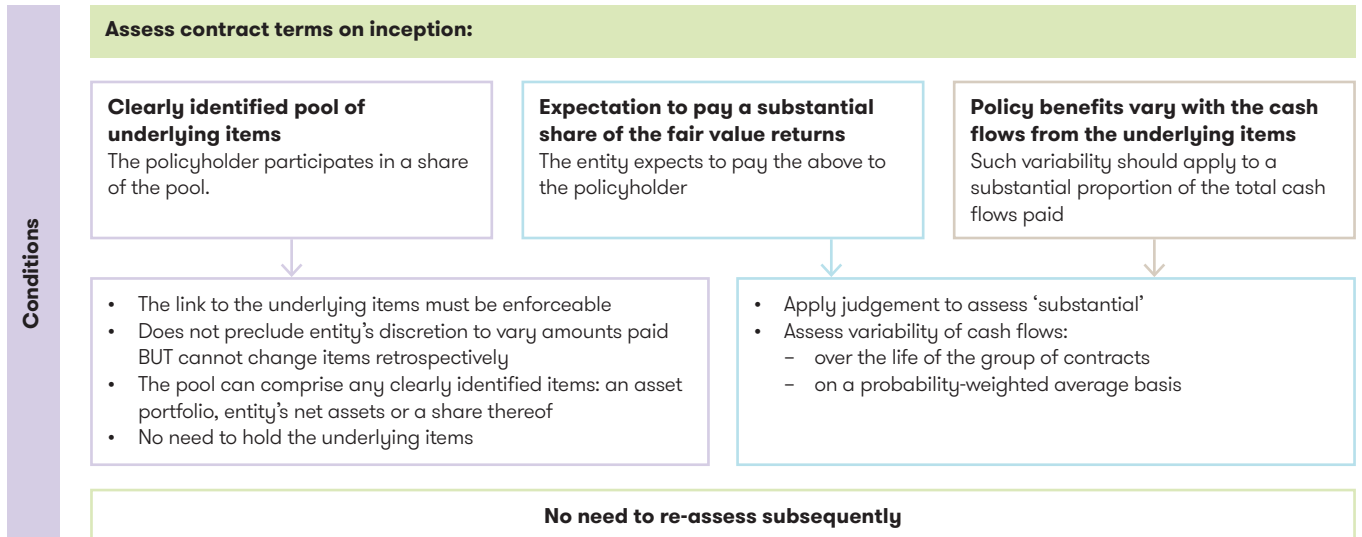 Conditions
Assess contract terms on inception:
Clearly identified pool of
underlying items
The policyholder participates in a share
of the pool.
Expectation to pay a substantial
share of the fair value returns
The entity expects to pay the above to
the policyholder
Policy benefits vary with the cash
flows from the underlying items
Such variability should apply to a
substantial proportion of the total cash
flows paid
• The link to the underlying items must be enforceable
• Does not preclude entity’s discretion to vary amounts paid
BUT cannot change items retrospectively
• The pool can comprise any clearly identified items: an asset
portfolio, entity’s net assets or a share thereof
• No need to hold the underlying items
• Apply judgement to assess ‘substantial’
• Assess variability of cash flows:
– over the life of the group of contracts
– on a probability-weighted average basis
No need to re-assess subsequently